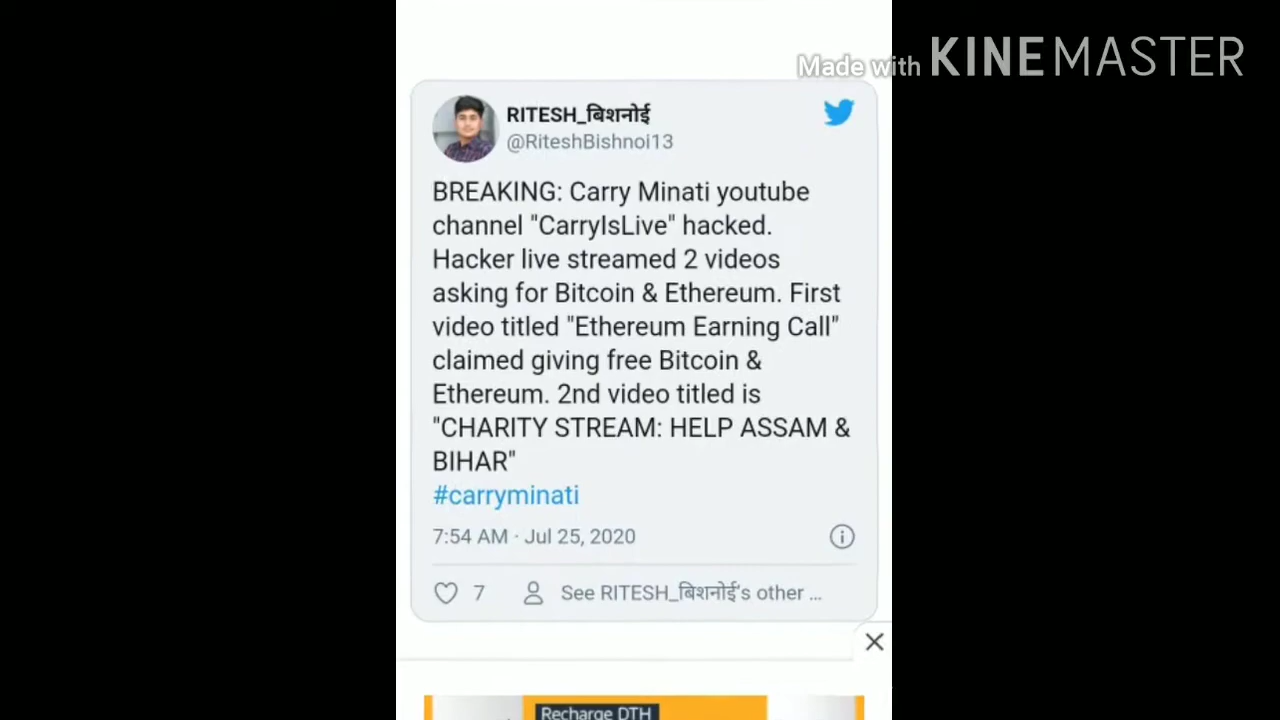 Made with KINEMASTER
RITESH_बिशनोई
@RiteshBishnoi13
BREAKING: Carry Minati youtube
channel "CarryIsLive" hacked.
Hacker live streamed 2 videos
asking for Bitcoin & Ethereum. First
video titled "Ethereum Earning Call"
claimed giving free Bitcoin &
Ethereum. 2nd video titled is
"CHARITY STREAM: HELP ASSAM &
BIHAR"
#carryminati
7:54 AM · Jul 25, 2020
7 See RITESH_बिशनोई's other ...
Recharge DTH